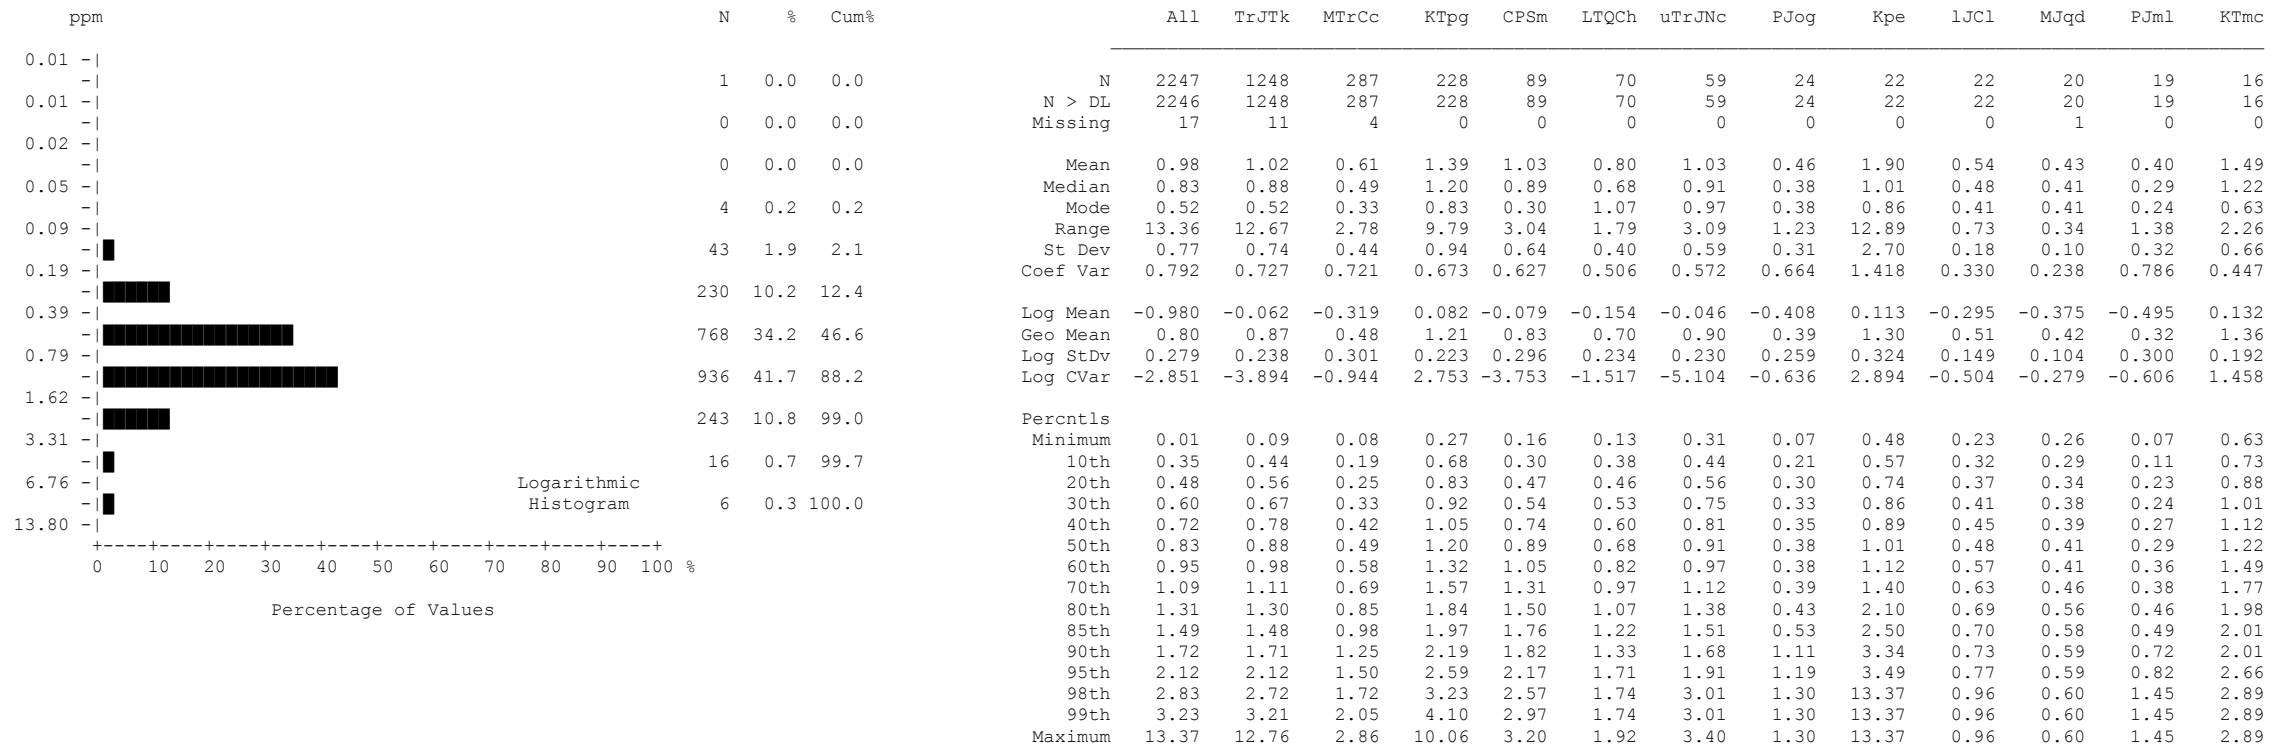 ppm N % Cum% All TrJTk MTrCc KTpg CPSm LTQCh uTrJNc PJog Kpe lJCl MJqd PJml KTmc
0.01 -|
-| 1 0.0 0.0 N 2247 1248 287 228 89 70 59 24 22 22 20 19 16
0.01 -| N > DL 2246 1248 287 228 89 70 59 24 22 22 20 19 16
-| 0 0.0 0.0 Missing 17 11 4 0 0 0 0 0 0 0 1 0 0
0.02 -|
-| 0 0.0 0.0 Mean 0.98 1.02 0.61 1.39 1.03 0.80 1.03 0.46 1.90 0.54 0.43 0.40 1.49
0.05 -| Median 0.83 0.88 0.49 1.20 0.89 0.68 0.91 0.38 1.01 0.48 0.41 0.29 1.22
-| 4 0.2 0.2 Mode 0.52 0.52 0.33 0.83 0.30 1.07 0.97 0.38 0.86 0.41 0.41 0.24 0.63
0.09 -| Range 13.36 12.67 2.78 9.79 3.04 1.79 3.09 1.23 12.89 0.73 0.34 1.38 2.26
-| 43 1.9 2.1 St Dev 0.77 0.74 0.44 0.94 0.64 0.40 0.59 0.31 2.70 0.18 0.10 0.32 0.66
0.19 -| Coef Var 0.792 0.727 0.721 0.673 0.627 0.506 0.572 0.664 1.418 0.330 0.238 0.786 0.447
-| 230 10.2 12.4
0.39 -| Log Mean -0.980 -0.062 -0.319 0.082 -0.079 -0.154 -0.046 -0.408 0.113 -0.295 -0.375 -0.495 0.132
-| 768 34.2 46.6 Geo Mean 0.80 0.87 0.48 1.21 0.83 0.70 0.90 0.39 1.30 0.51 0.42 0.32 1.36
0.79 -| Log StDv 0.279 0.238 0.301 0.223 0.296 0.234 0.230 0.259 0.324 0.149 0.104 0.300 0.192
-| 936 41.7 88.2 Log CVar -2.851 -3.894 -0.944 2.753 -3.753 -1.517 -5.104 -0.636 2.894 -0.504 -0.279 -0.606 1.458
1.62 -|
-| 243 10.8 99.0 Percntls
3.31 -| Minimum 0.01 0.09 0.08 0.27 0.16 0.13 0.31 0.07 0.48 0.23 0.26 0.07 0.63
-| 16 0.7 99.7 10th 0.35 0.44 0.19 0.68 0.30 0.38 0.44 0.21 0.57 0.32 0.29 0.11 0.73
6.76 -| Logarithmic 20th 0.48 0.56 0.25 0.83 0.47 0.46 0.56 0.30 0.74 0.37 0.34 0.23 0.88
-| Histogram 6 0.3 100.0 30th 0.60 0.67 0.33 0.92 0.54 0.53 0.75 0.33 0.86 0.41 0.38 0.24 1.01
13.80 -| 40th 0.72 0.78 0.42 1.05 0.74 0.60 0.81 0.35 0.89 0.45 0.39 0.27 1.12
+----+----+----+----+----+----+----+----+----+----+ 50th 0.83 0.88 0.49 1.20 0.89 0.68 0.91 0.38 1.01 0.48 0.41 0.29 1.22
0 10 20 30 40 50 60 70 80 90 100 % 60th 0.95 0.98 0.58 1.32 1.05 0.82 0.97 0.38 1.12 0.57 0.41 0.36 1.49
70th 1.09 1.11 0.69 1.57 1.31 0.97 1.12 0.39 1.40 0.63 0.46 0.38 1.77
Percentage of Values 80th 1.31 1.30 0.85 1.84 1.50 1.07 1.38 0.43 2.10 0.69 0.56 0.46 1.98
85th 1.49 1.48 0.98 1.97 1.76 1.22 1.51 0.53 2.50 0.70 0.58 0.49 2.01
90th 1.72 1.71 1.25 2.19 1.82 1.33 1.68 1.11 3.34 0.73 0.59 0.72 2.01
95th 2.12 2.12 1.50 2.59 2.17 1.71 1.91 1.19 3.49 0.77 0.59 0.82 2.66
98th 2.83 2.72 1.72 3.23 2.57 1.74 3.01 1.30 13.37 0.96 0.60 1.45 2.89
99th 3.23 3.21 2.05 4.10 2.97 1.74 3.01 1.30 13.37 0.96 0.60 1.45 2.89
Maximum 13.37 12.76 2.86 10.06 3.20 1.92 3.40 1.30 13.37 0.96 0.60 1.45 2.89